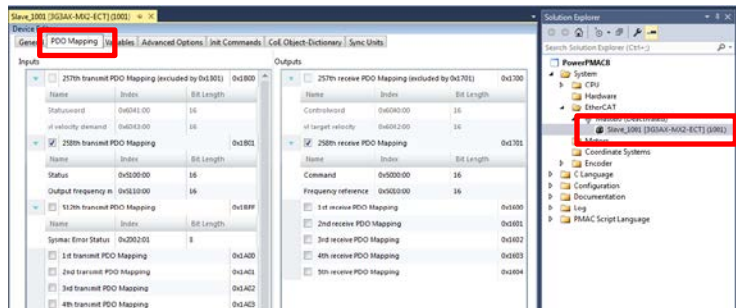 Slave_1001 [3G3AX-MX2-ECT] (1001)
General PDO Mapping Variables Advanced Options Init Commands CoE Object-Dictionary Sync Units
Inputs
257th transmit PDO Mapping (excluded by 0x1B01) 0x1B00
Name Index Bit Length
Statusword 0x6041:00 16
vl velocity demand 0x6043:00 16
258th transmit PDO Mapping 0x1B01
Name Index Bit Length
Status 0x5100:00 16
Output frequency m 0x5110:00 16
512th transmit PDO Mapping 0x1BFF
Name Index Bit Length
Sysmac Error Status 0x2002:01 8
1st transmit PDO Mapping 0x1A00
2nd transmit PDO Mapping 0x1A01
3rd transmit PDO Mapping 0x1A02
4th transmit PDO Mapping 0x1A03
Outputs
257th receive PDO Mapping (excluded by 0x1701) 0x1700
Name Index Bit Length
Controlword 0x6040:00 16
vl target velocity 0x6042:00 16
258th receive PDO Mapping 0x1701
Name Index Bit Length
Command 0x5000:00 16
Frequency reference 0x5010:00 16
1st receive PDO Mapping 0x1600
2nd receive PDO Mapping 0x1601
3rd receive PDO Mapping 0x1602
4th receive PDO Mapping 0x1603
5th receive PDO Mapping 0x1604
Solution Explorer
Search Solution Explorer (Ctrl+;)
PowerPMAC8
System
CPU
Hardware
EtherCAT
Master0 (Deactivated)
Slave_1001 [3G3AX-MX2-ECT] (1001)
Motors
Coordinate Systems
Encoder
C Language
Configuration
Documentation
Log
PMAC Script Language